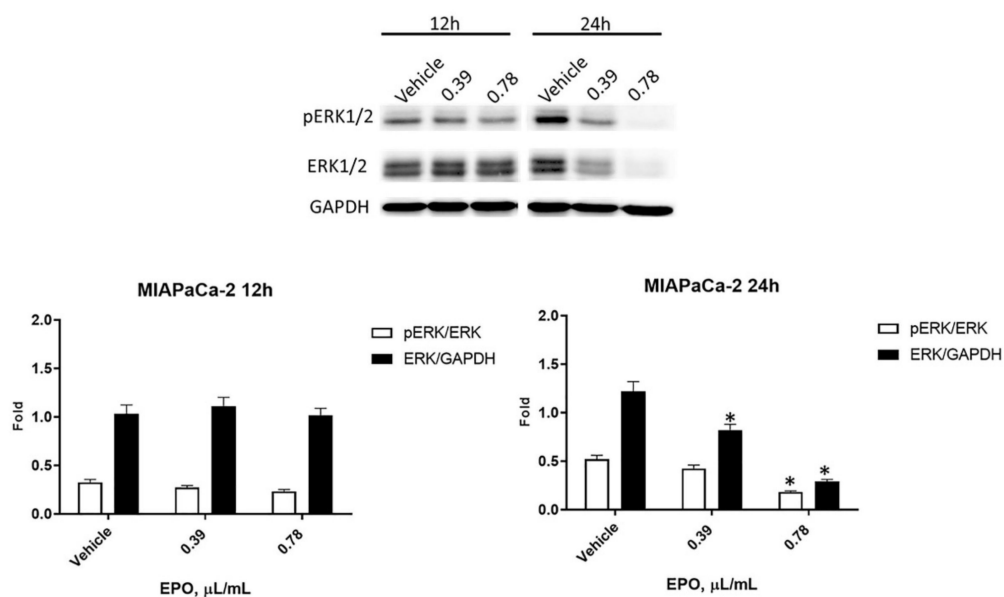 12h 24h
Vehicle 0.39 0.78 Vehicle 0.39 0.78
pERK1/2
ERK1/2
GAPDH
MIAPaCa-2 12h
2.0
1.5
1.0
0.5
0.0
Fold
Vehicle 0.39 0.78
EPO, µL/mL
pERK/ERK
ERK/GAPDH
MIAPaCa-2 24h
2.0
1.5
1.0
0.5
0.0
Fold
* * *
Vehicle 0.39 0.78
EPO, µL/mL
pERK/ERK
ERK/GAPDH